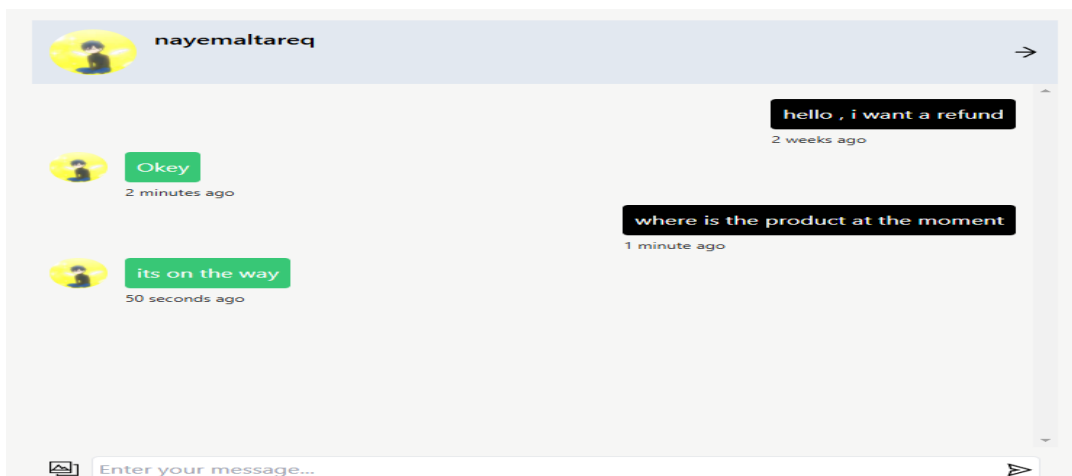 nayemaltareq
hello , i want a refund
2 weeks ago
Okey
2 minutes ago
where is the product at the moment
1 minute ago
its on the way
50 seconds ago
Enter your message...